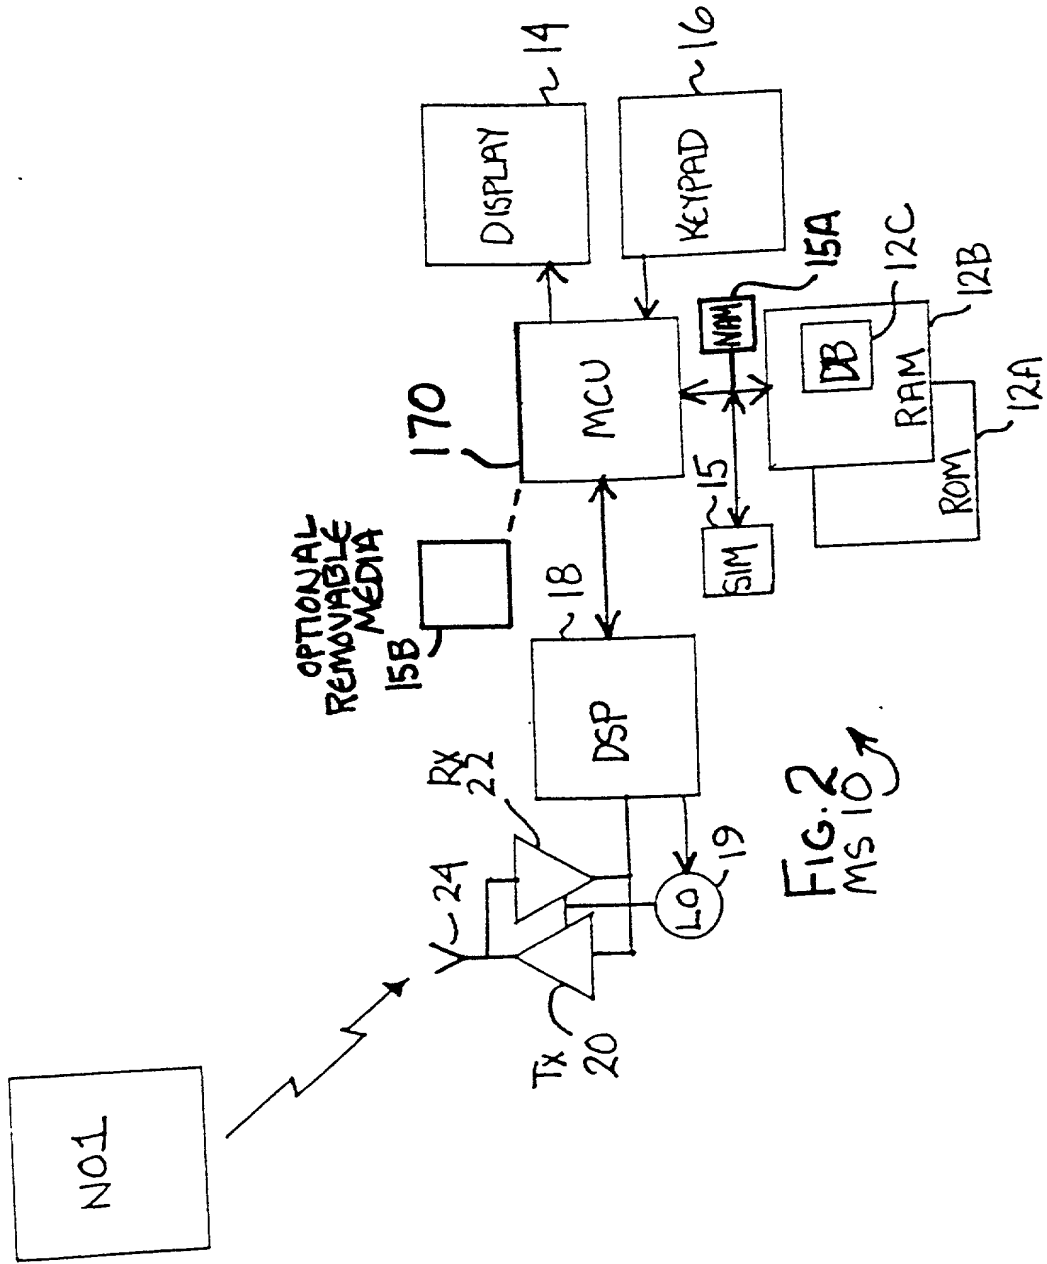 NO1
24
Rx
22
Tx
20
LO
19
DSP
18
OPTIONAL
REMOVABLE
MEDIA
15B
170
MCU
DISPLAY
14
KEYPAD
16
NAM
15A
SIM
15
DB
12C
RAM
12B
ROM
12A
FIG. 2
MS 10